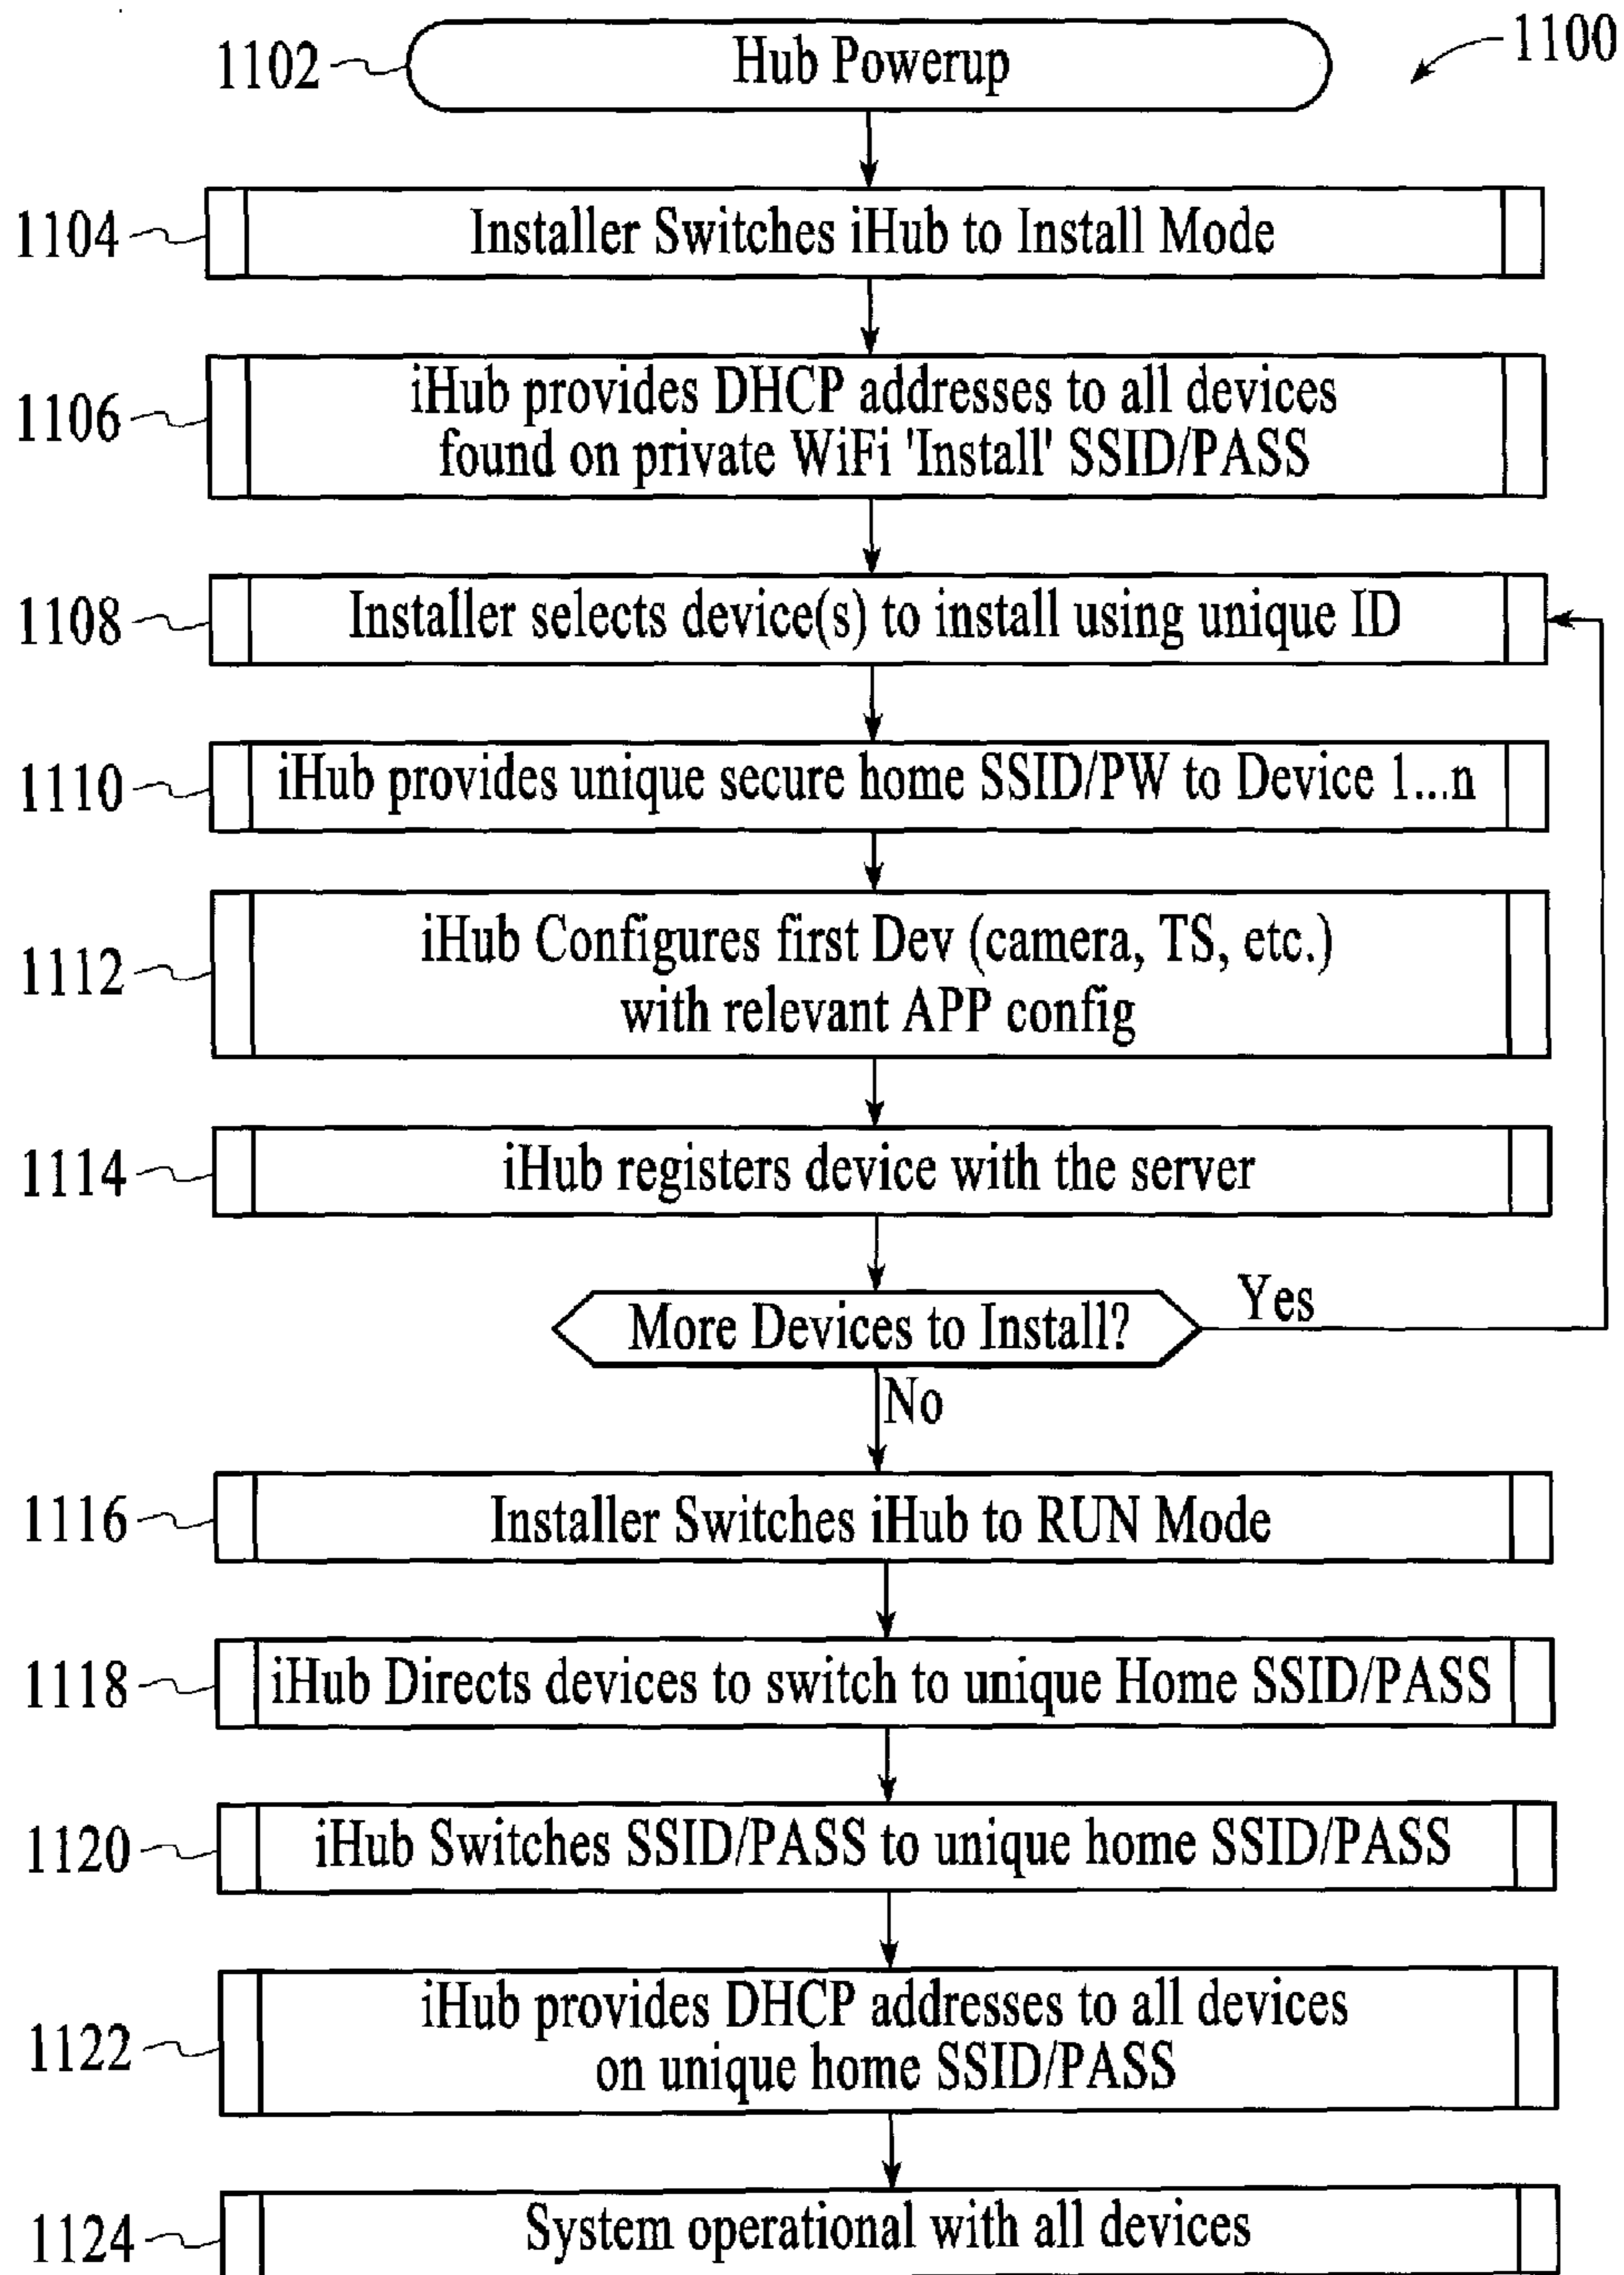 1100
1102
Hub Powerup
1104
Installer Switches iHub to Install Mode
1106
iHub provides DHCP addresses to all devices
found on private WiFi 'Install' SSID/PASS
1108
Installer selects device(s) to install using unique ID
1110
iHub provides unique secure home SSID/PW to Device 1...n
1112
iHub Configures first Dev (camera, TS, etc.)
with relevant APP config
1114
iHub registers device with the server
More Devices to Install?
Yes
No
1116
Installer Switches iHub to RUN Mode
1118
iHub Directs devices to switch to unique Home SSID/PASS
1120
iHub Switches SSID/PASS to unique home SSID/PASS
1122
iHub provides DHCP addresses to all devices
on unique home SSID/PASS
1124
System operational with all devices